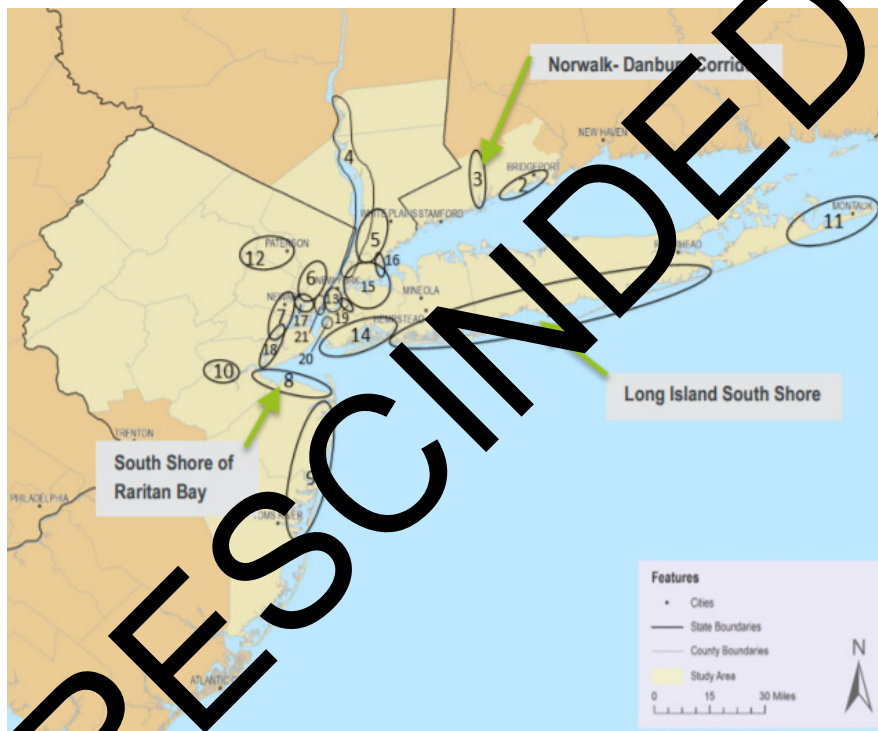 Norwalk- Danbury Corrid
NEW HAVEN
BRIDGEPORT
4
3
2
MONTAUK
11
WHITE PLAINS STAMFORD
5
PATERSON
12
16
6
15
13
MINEOLA
7
17
19
HEMPSTEAD
21
14
18
20
10
8
Long Island South Shore
TRENTON
South Shore of
Raritan Bay
9
PHILADELPHIA
OMS RIVER
ATLANTIC
Features
Cities
State Boundaries
County Boundaries
Study Area
N
0 15 30 Miles
RESCINDED